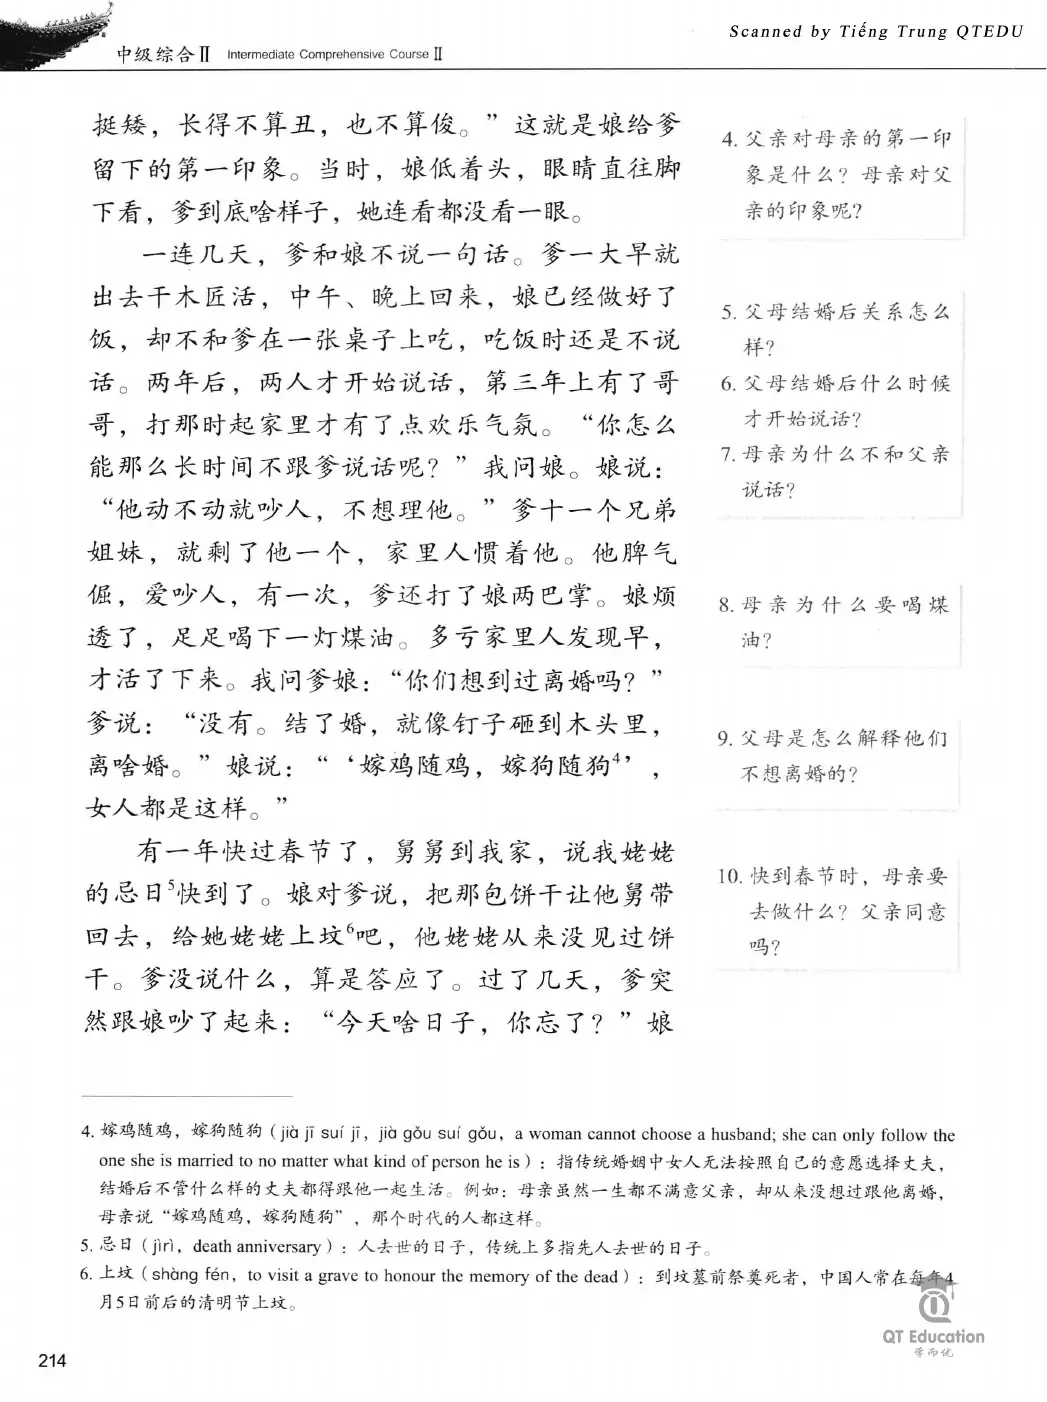 Scanned by Tiếng Trung QTEDU
中级综合Ⅱ Intermediate Comprehensive Course Ⅱ
挺矮，长得不算丑，也不算俊。”这就是娘给爹
留下的第一印象。当时，娘低着头，眼睛直往脚
下看，爹到底啥样子，她连看都没看一眼。
一连几天，爹和娘不说一句话。爹一大早就
出去干木匠活，中午、晚上回来，娘已经做好了
饭，却不和爹在一张桌子上吃，吃饭时还是不说
话。两年后，两人才开始说话，第三年上有了哥
哥，打那时起家里才有了点欢乐气氛。“你怎么
能那么长时间不跟爹说话呢？”我问娘。娘说：
“他动不动就吵人，不想理他。”爹十一个兄弟
姐妹，就剩了他一个，家里人惯着他。他脾气
倔，爱吵人，有一次，爹还打了娘两巴掌。娘烦
透了，足足喝下一灯煤油。多亏家里人发现早，
才活了下来。我问爹娘：“你们想到过离婚吗？”
爹说：“没有。结了婚，就像钉子砸到木头里，
离啥婚。”娘说：“‘嫁鸡随鸡，嫁狗随狗4’，
女人都是这样。”
有一年快过春节了，舅舅到我家，说我姥姥
的忌日5快到了。娘对爹说，把那包饼干让他舅带
回去，给她姥姥上坟6吧，他姥姥从来没见过饼
干。爹没说什么，算是答应了。过了几天，爹突
然跟娘吵了起来：“今天啥日子，你忘了？”娘
4. 父亲对母亲的第一印
象是什么？母亲对父
亲的印象呢？
5. 父母结婚后关系怎么
样？
6. 父母结婚后什么时候
才开始说话？
7. 母亲为什么不和父亲
说话？
8. 母亲为什么要喝煤
油？
9. 父母是怎么解释他们
不想离婚的？
10. 快到春节时，母亲要
去做什么？父亲同意
吗？
4. 嫁鸡随鸡，嫁狗随狗（jià jī suí jī，jià gǒu suí gǒu，a woman cannot choose a husband; she can only follow the
one she is married to no matter what kind of person he is）：指传统婚姻中女人无法按照自己的意愿选择丈夫，
结婚后不管什么样的丈夫都得跟他一起生活。例如：母亲虽然一生都不满意父亲，却从来没想过跟他离婚，
母亲说“嫁鸡随鸡，嫁狗随狗”，那个时代的人都这样。
5. 忌日（jìrì，death anniversary）：人去世的日子，传统上多指先人去世的日子。
6. 上坟（shàng fén，to visit a grave to honour the memory of the dead）：到坟墓前祭奠死者，中国人常在每年4
月5日前后的清明节上坟。
QT Education
学而优
214